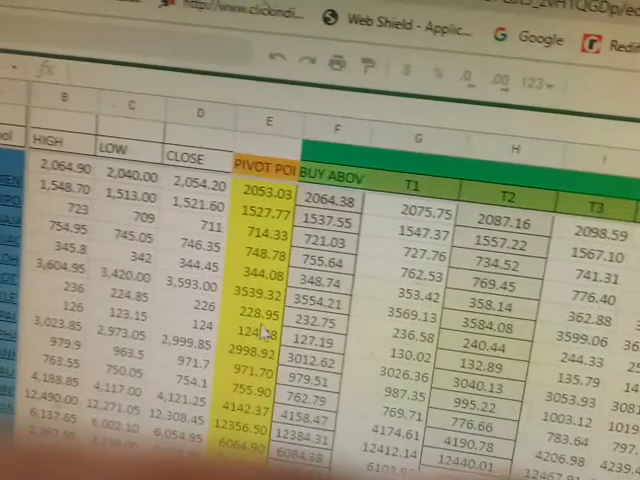 http://www.clickindi... Web Shield - Applic... Google Redif
$ % .0 .00 123
fx
B C D E F G H I
HIGH LOW CLOSE PIVOT POI BUY ABOV T1 T2 T3
2,064.90 2,040.00 2,054.20 2053.03 2064.38 2075.75 2087.16 2098.59
1,548.70 1,513.00 1,521.60 1527.77 1537.55 1547.37 1557.22 1567.10
723 709 711 714.33 721.03 727.76 734.52 741.31
754.95 745.05 746.35 748.78 755.64 762.53 769.45 776.40
345.8 342 344.45 344.08 348.74 353.42 358.14 362.88
3,604.95 3,420.00 3,593.00 3539.32 3554.21 3569.13 3584.08 3599.06
236 224.85 226 228.95 232.75 236.58 240.44 244.33
126 123.15 124 127.19 130.02 132.89 135.79
3,023.85 2,973.05 2,999.85 2998.92 3012.62 3026.36 3040.13 3053.93
979.9 963.5 971.7 971.70 979.51 987.35 995.22 1003.12 1019
763.55 750.05 754.1 755.90 762.79 769.71 776.66 783.64 797.
4,188.85 4,117.00 4,121.25 4142.37 4158.47 4174.61 4190.78 4206.98 4239.4
12,490.00 12,271.05 12,308.45 12356.50 12384.31 12412.14 12440.01
6,137.65 6,002.10 6,054.95 6064.90 6084.38